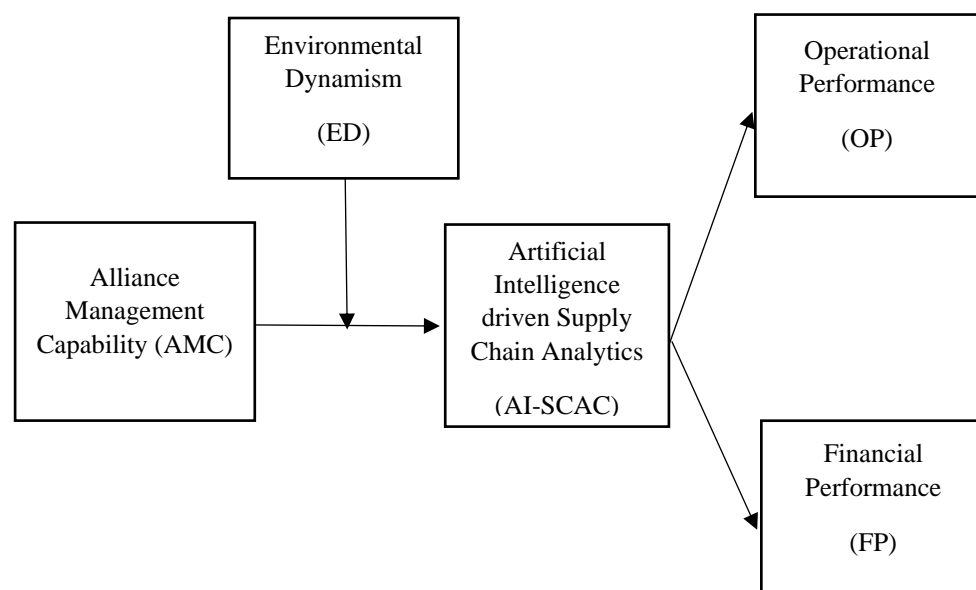 Environmental
Dynamism
(ED)
Operational
Performance
(OP)
Alliance
Management
Capability (AMC)
Artificial
Intelligence
driven Supply
Chain Analytics
(AI-SCAC)
Financial
Performance
(FP)